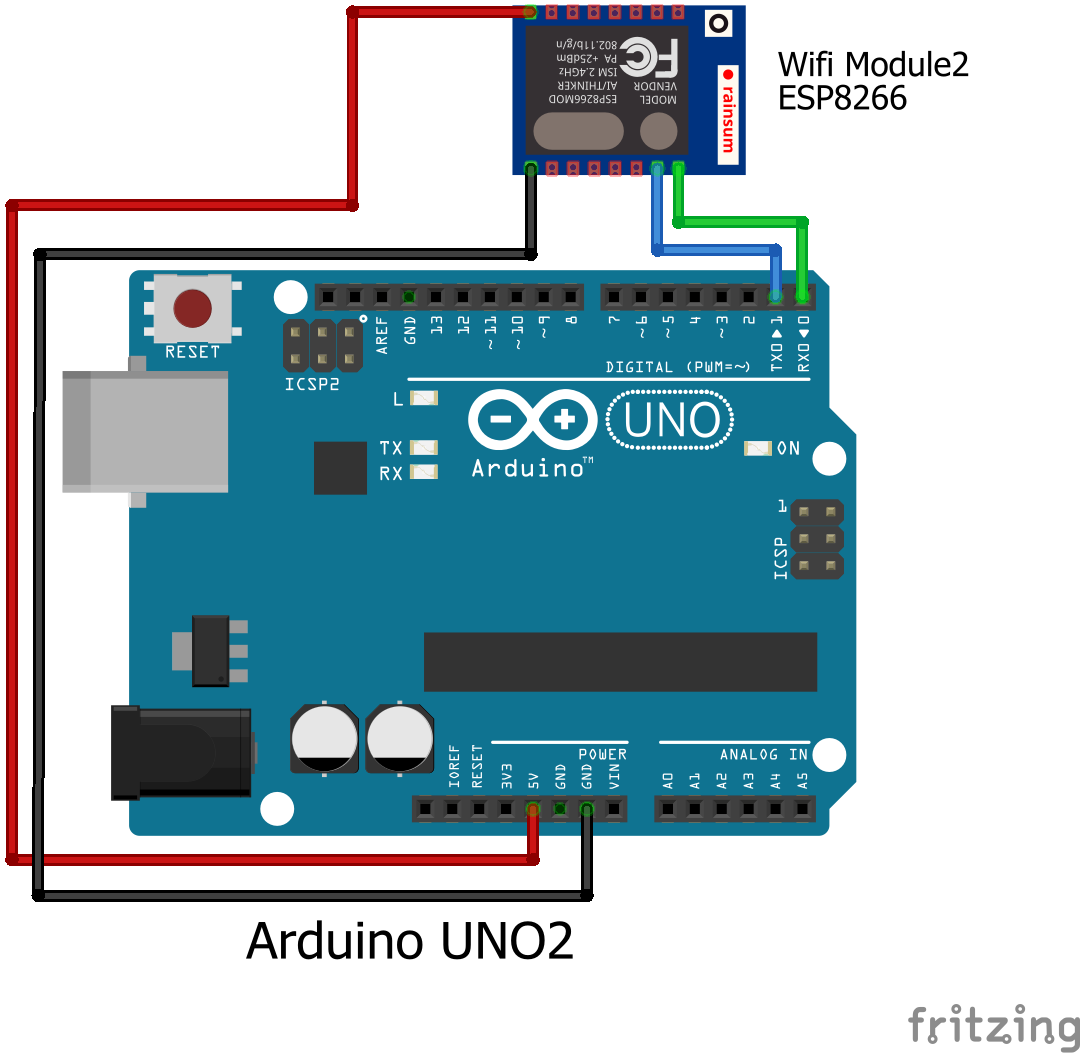 802.11b/g/n
PA +25dBm
ISM 2.4GHz
AI/THINKER
ESP8266MOD
FC
VENDOR
MODEL
rainsum
Wifi Module2
ESP8266
RESET
ICSP2
AREF
GND
13
12
~11
~10
~9
8
7
~6
~5
4
~3
2
TX0▶1
RX0◀0
DIGITAL (PWM=~)
L
TX
RX
UNO
Arduino™
ON
1
ICSP
IOREF
RESET
3V3
5V
GND
GND
VIN
POWER
ANALOG IN
A0
A1
A2
A3
A4
A5
Arduino UNO2
fritzing